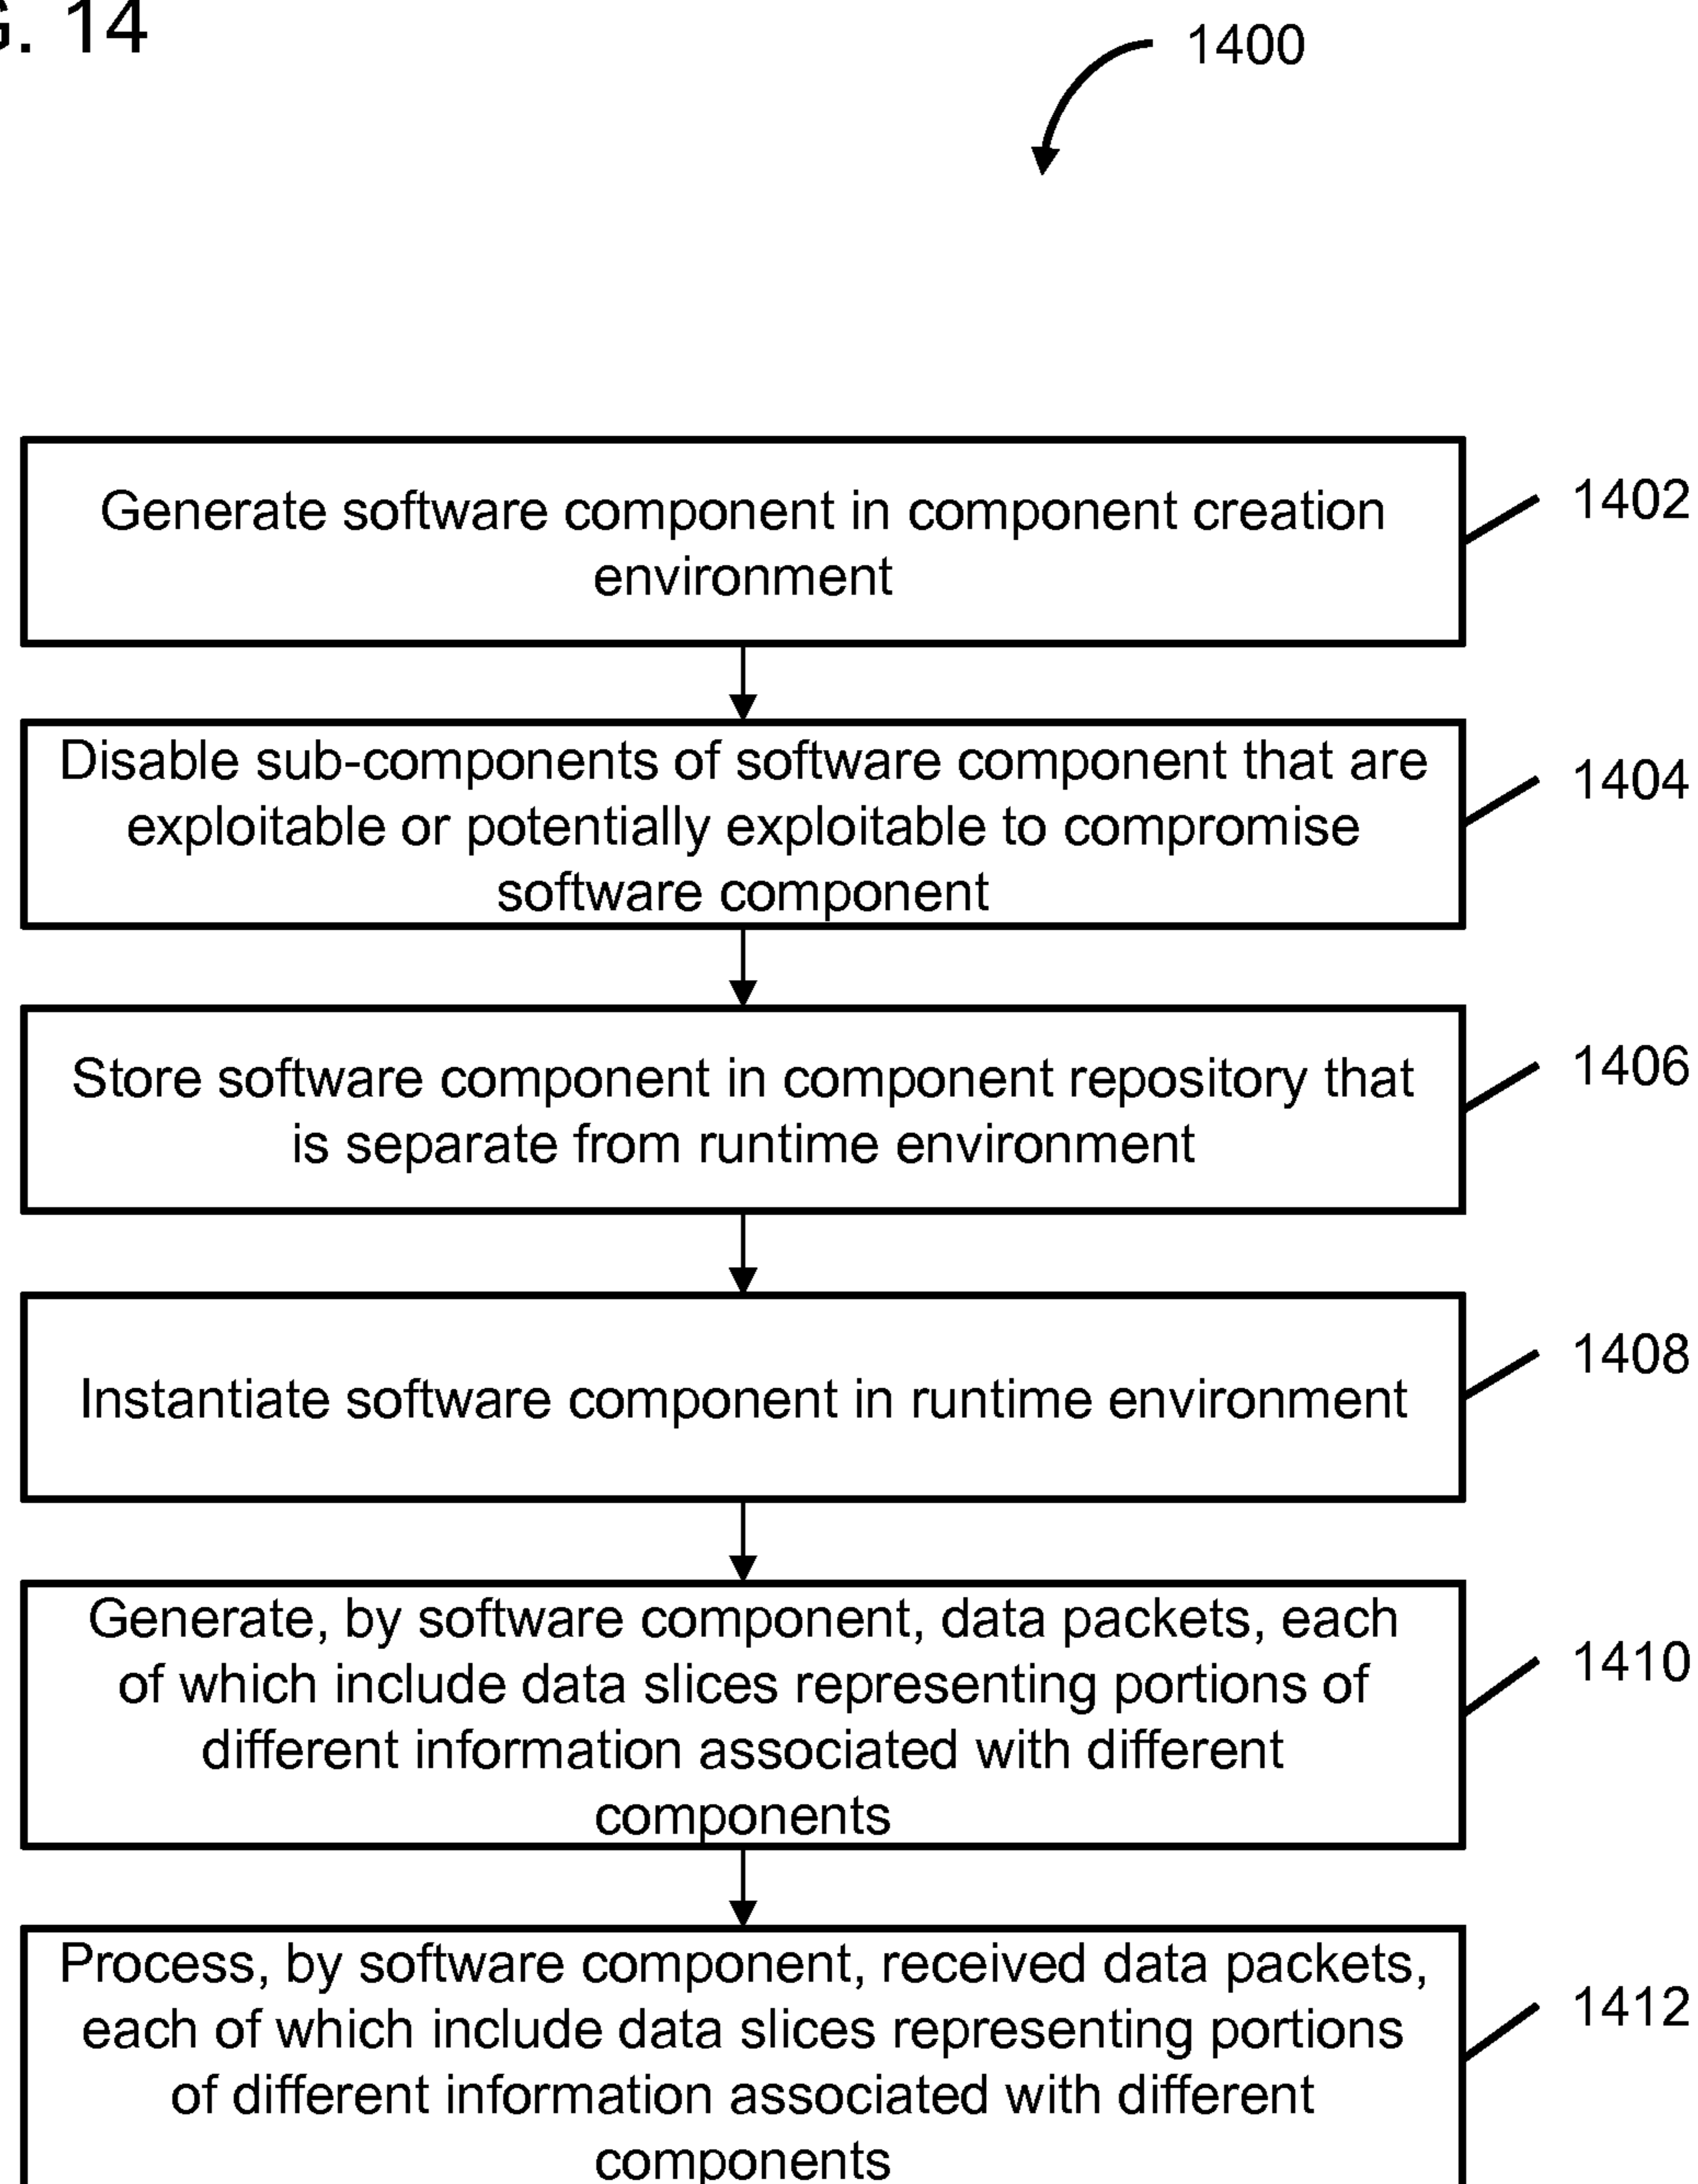 G. 14
1400
Generate software component in component creation
environment
1402
Disable sub-components of software component that are
exploitable or potentially exploitable to compromise
software component
1404
Store software component in component repository that
is separate from runtime environment
1406
Instantiate software component in runtime environment
1408
Generate, by software component, data packets, each
of which include data slices representing portions of
different information associated with different
components
1410
Process, by software component, received data packets,
each of which include data slices representing portions
of different information associated with different
components
1412